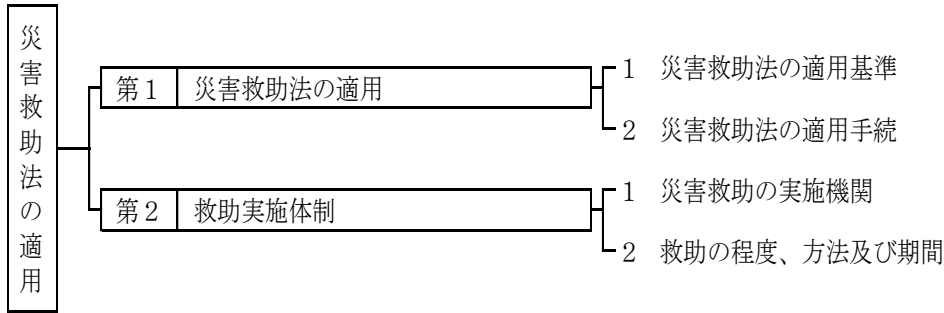 災害救助法の適用
第1 災害救助法の適用
1 災害救助法の適用基準
2 災害救助法の適用手続
第2 救助実施体制
1 災害救助の実施機関
2 救助の程度、方法及び期間